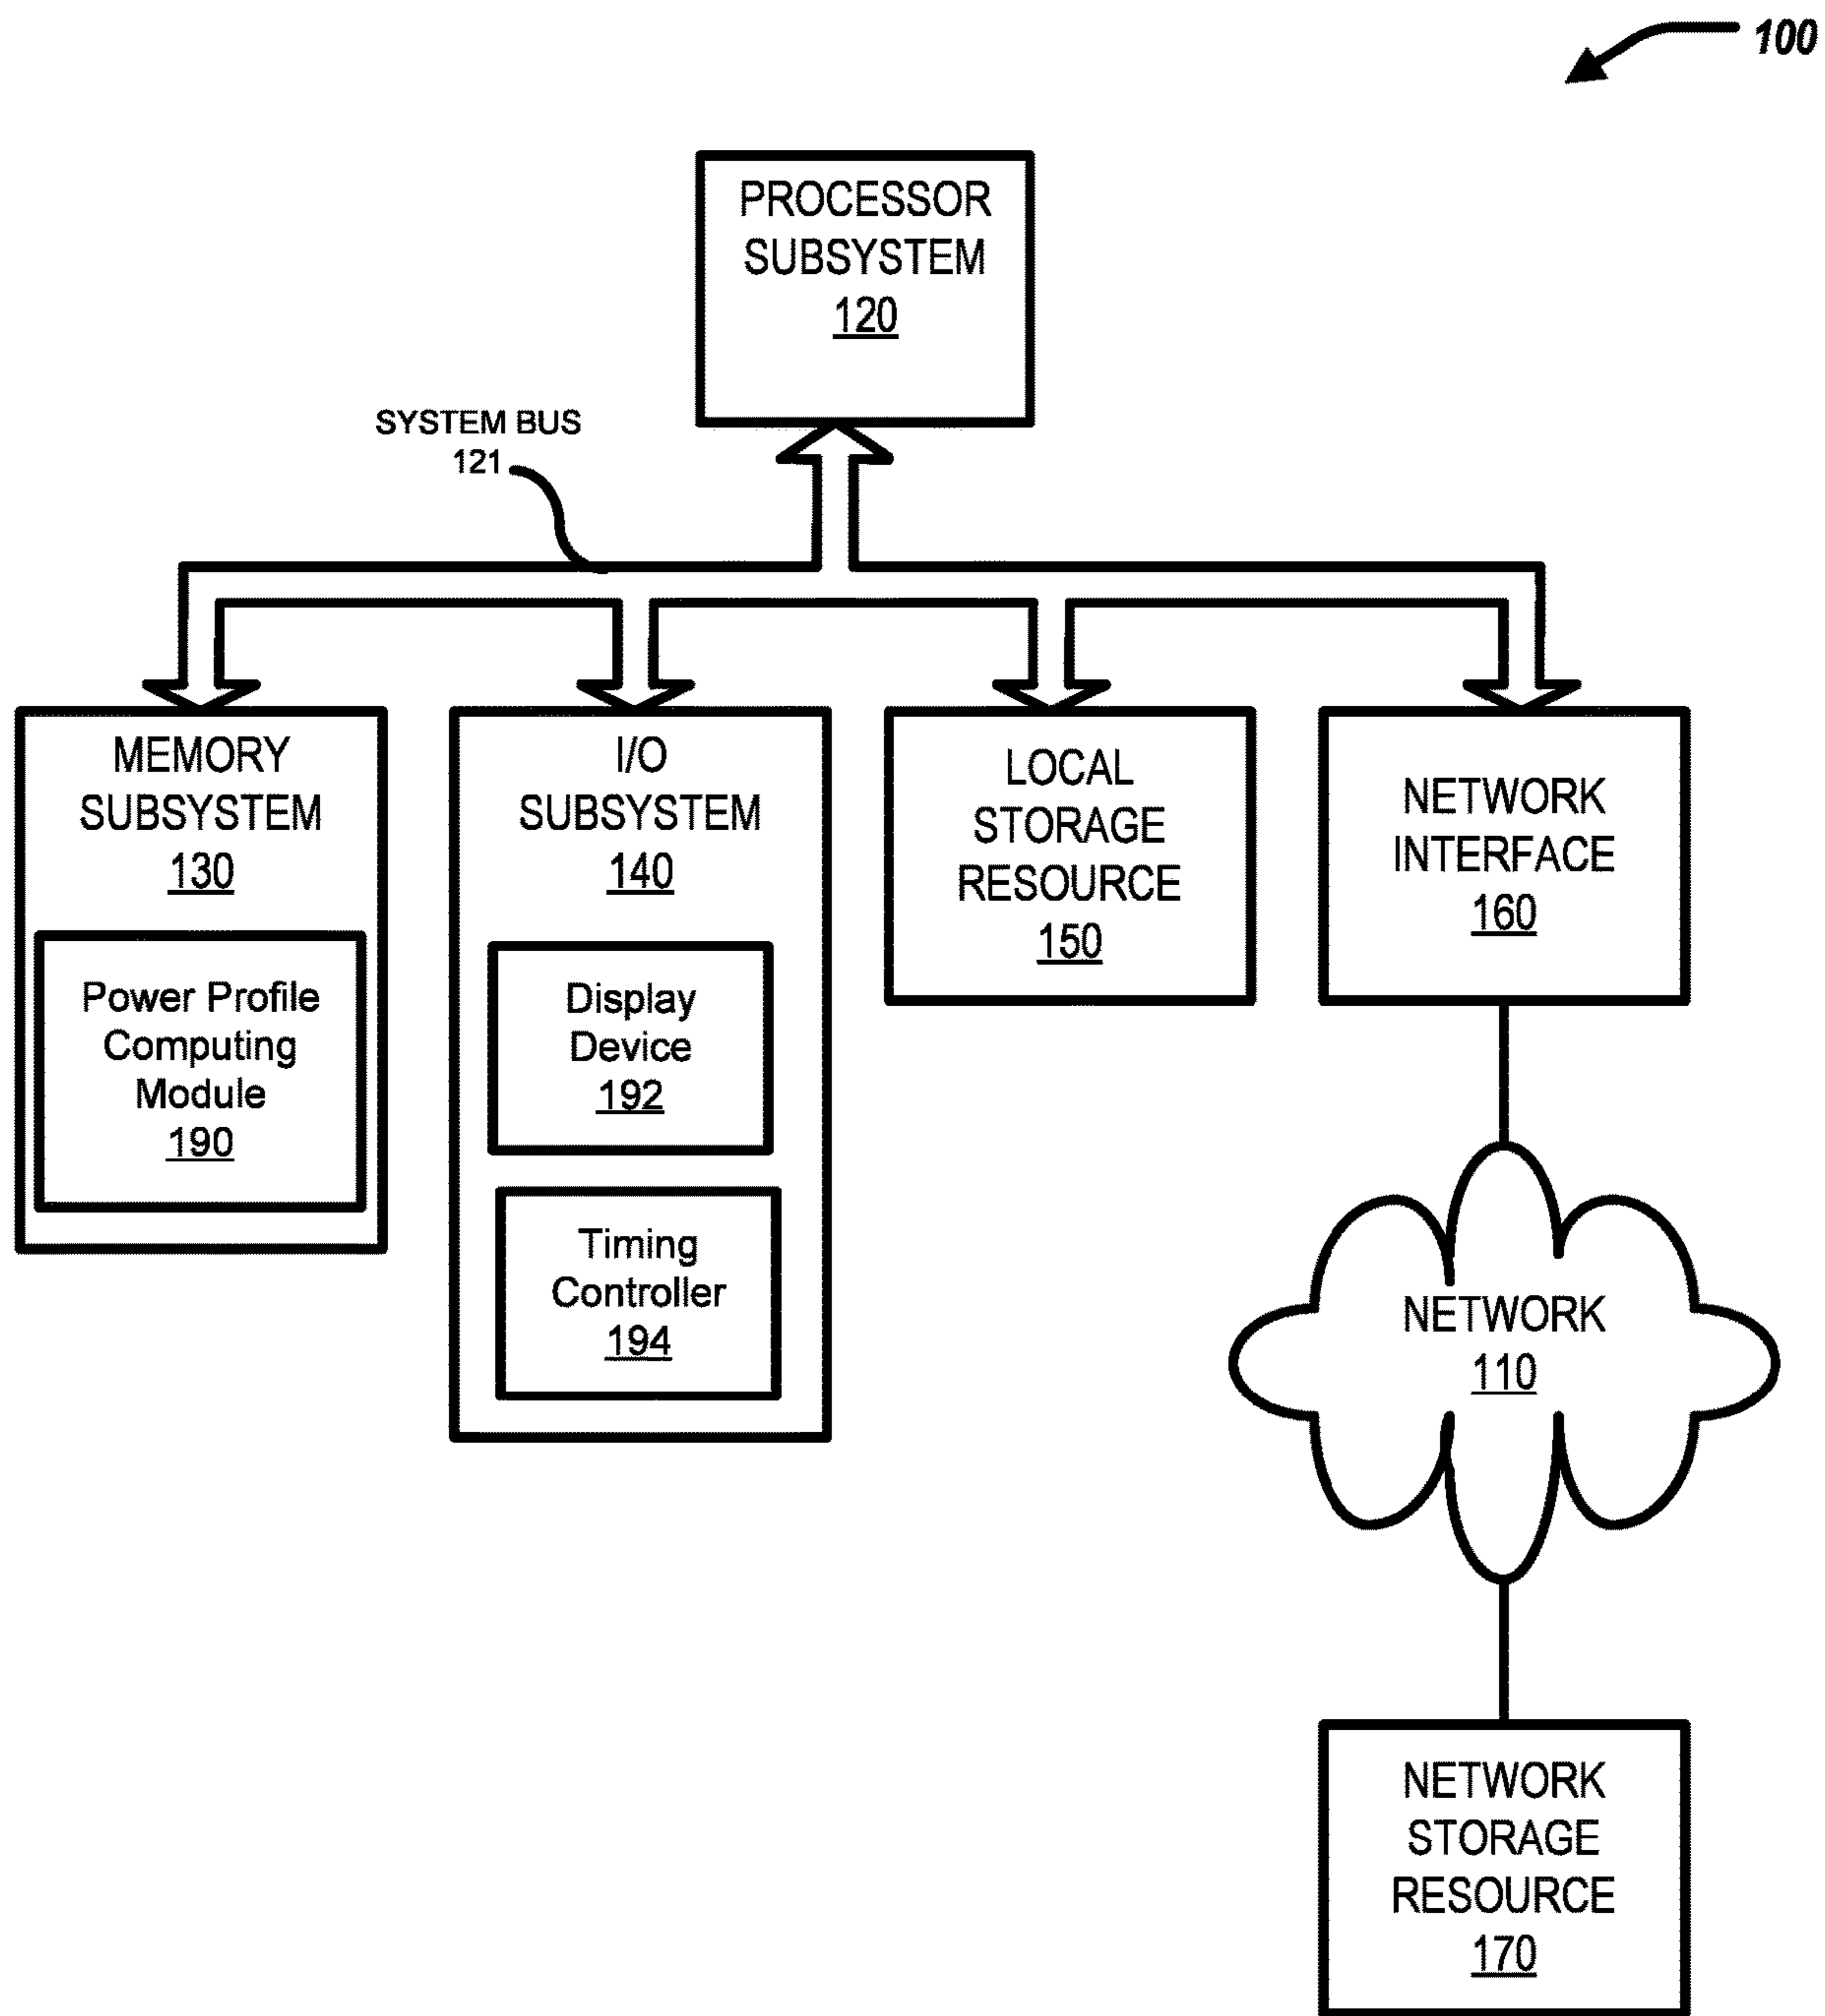 100
PROCESSOR
SUBSYSTEM
120
SYSTEM BUS
121
MEMORY
SUBSYSTEM
130
Power Profile
Computing
Module
190
I/O
SUBSYSTEM
140
Display
Device
192
Timing
Controller
194
LOCAL
STORAGE
RESOURCE
150
NETWORK
INTERFACE
160
NETWORK
110
NETWORK
STORAGE
RESOURCE
170